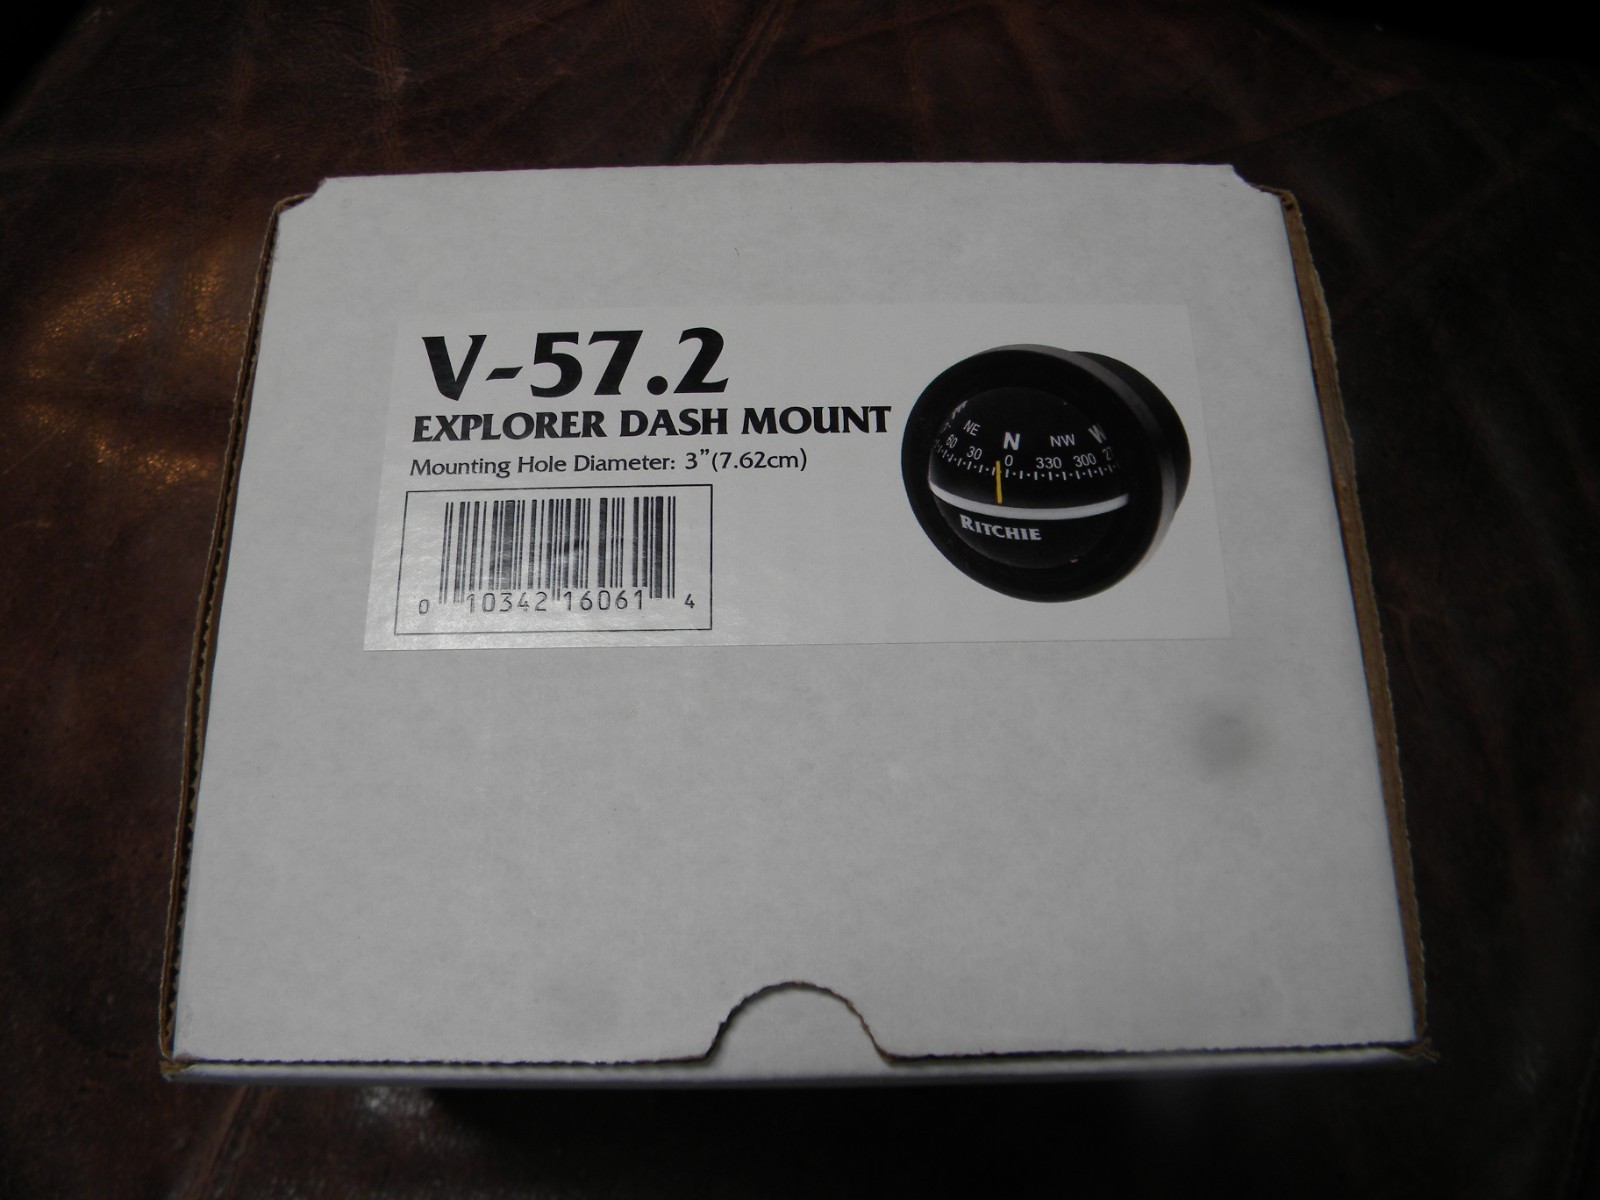 V-57.2
EXPLORER DASH MOUNT
Mounting Hole Diameter: 3"(7.62cm)
0 10342 16061 4
NE N NW W
60 30 0 330 300
RITCHIE